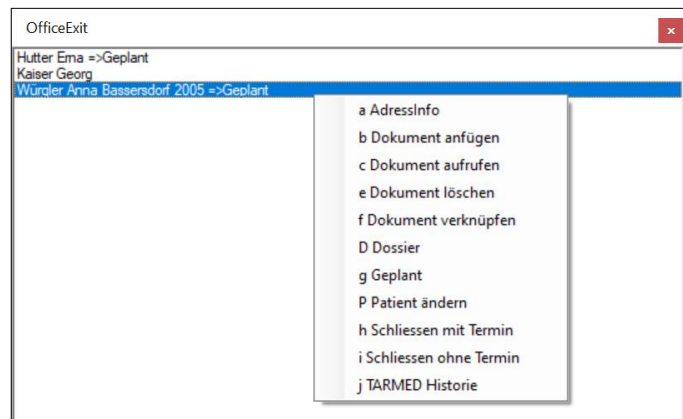 OfficeExit
x
Hutter Erna =>Geplant
Kaiser Georg
Würgler Anna Bassersdorf 2005 =>Geplant
a AdressInfo
b Dokument anfügen
c Dokument aufrufen
e Dokument löschen
f Dokument verknüpfen
D Dossier
g Geplant
P Patient ändern
h Schliessen mit Termin
i Schliessen ohne Termin
j TARMED Historie